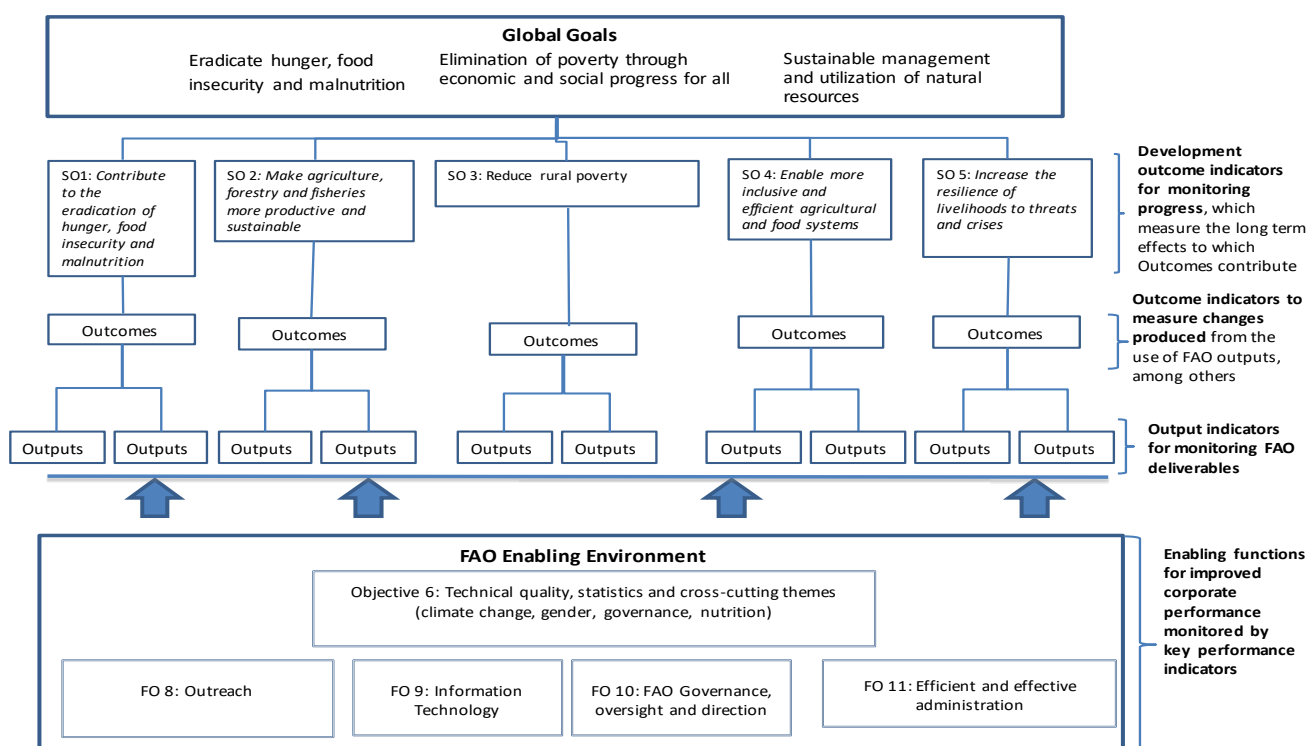 Global Goals
Eradicate hunger, food
insecurity and malnutrition
Elimination of poverty through
economic and social progress for all
Sustainable management
and utilization of natural
resources
SO1: Contribute
to the
eradication of
hunger, food
insecurity and
malnutrition
SO 2: Make agriculture,
forestry and fisheries
more productive and
sustainable
SO 3: Reduce rural poverty
SO 4: Enable more
inclusive and
efficient agricultural
and food systems
SO 5: Increase the
resilience of
livelihoods to threats
and crises
Development
outcome indicators
for monitoring
progress, which
measure the long term
effects to which
Outcomes contribute
Outcomes
Outcomes
Outcomes
Outcomes
Outcomes
Outcome indicators to
measure changes
produced from the
use of FAO outputs,
among others
Outputs
Outputs
Outputs
Outputs
Outputs
Outputs
Outputs
Outputs
Outputs
Outputs
Output indicators
for monitoring FAO
deliverables
FAO Enabling Environment
Objective 6: Technical quality, statistics and cross-cutting themes
(climate change, gender, governance, nutrition)
FO 8: Outreach
FO 9: Information
Technology
FO 10: FAO Governance,
oversight and direction
FO 11: Efficient and effective
administration
Enabling functions
for improved
corporate
performance
monitored by
key performance
indicators